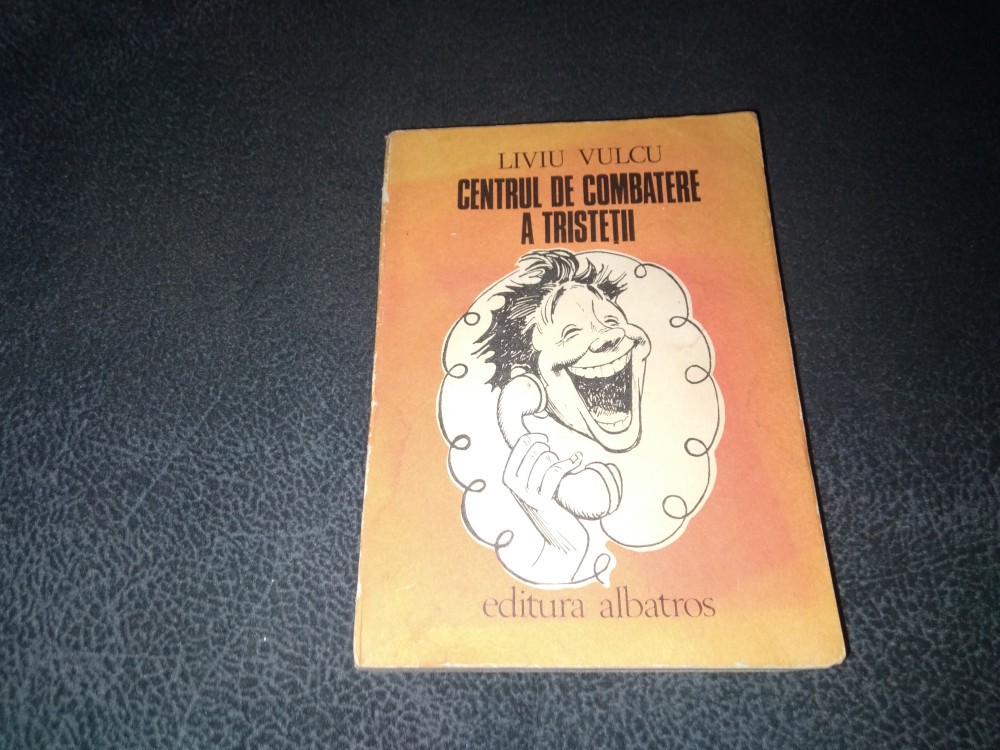 LIVIU VULCU
CENTRUL DE COMBATERE
A TRISTEȚII
editura albatros